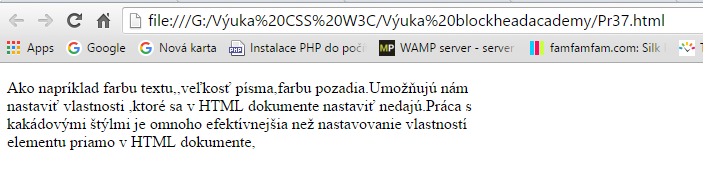 file:///G:/Výuka%20CSS%20W3C/Výuka%20blockheadacademy/Pr37.html
Apps Google Nová karta Instalace PHP do poči WAMP server - server famfamfam.com: Silk
Ako napríklad farbu textu,,veľkosť písma,farbu pozadia.Umožňujú nám
nastaviť vlastnosti ,ktoré sa v HTML dokumente nastaviť nedajú.Práca s
kakádovými štýlmi je omnoho efektívnejšia než nastavovanie vlastností
elementu priamo v HTML dokumente,